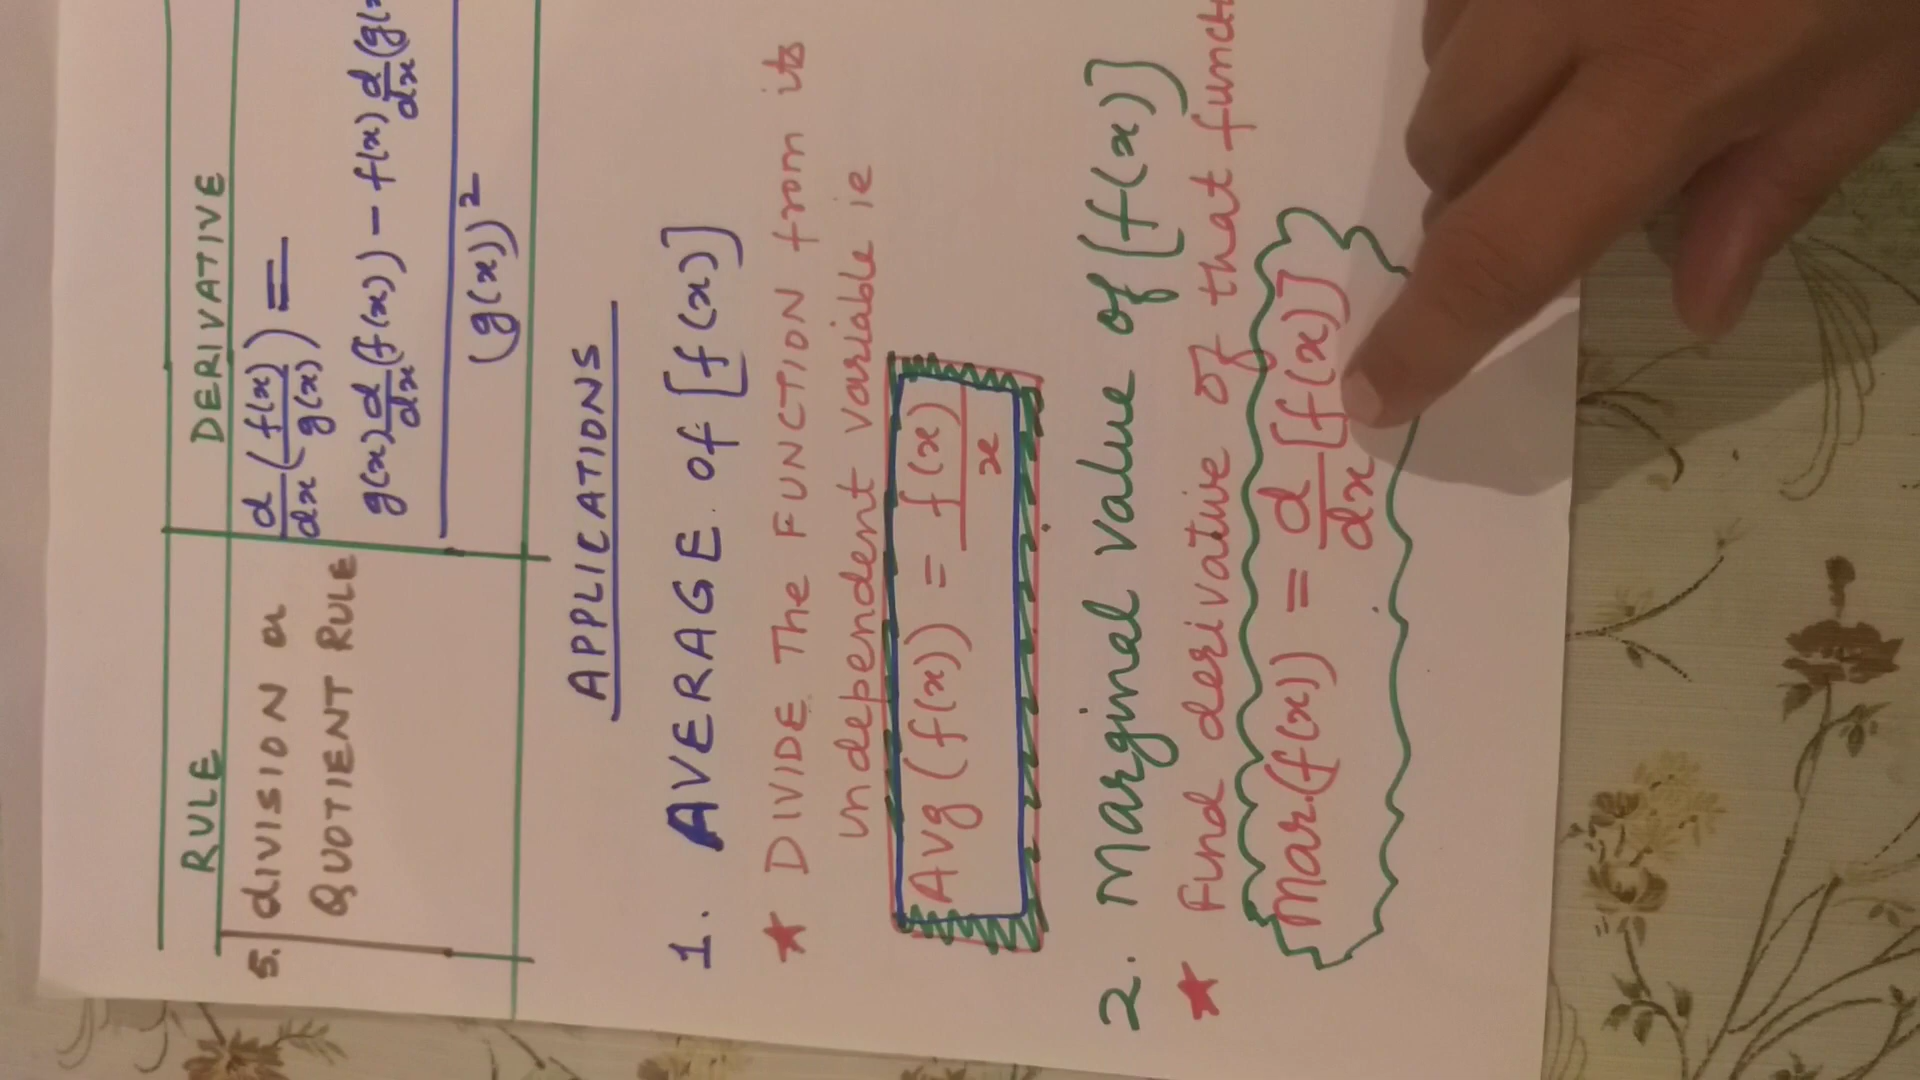 RULE DERIVATIVE
5. division or d/dx (f(x)/g(x)) =
QUOTIENT RULE g(x) d/dx (f(x)) - f(x) d/dx (g(x
(g(x))²
APPLICATIONS
1. AVERAGE of [f(x)]
★ DIVIDE The FUNCTION from its
independent variable ie
Avg (f(x)) = f(x)/x
2. Marginal value of [f(x)]
★ Find derivative of that funct
Mar.(f(x)) = d/dx [f(x)]